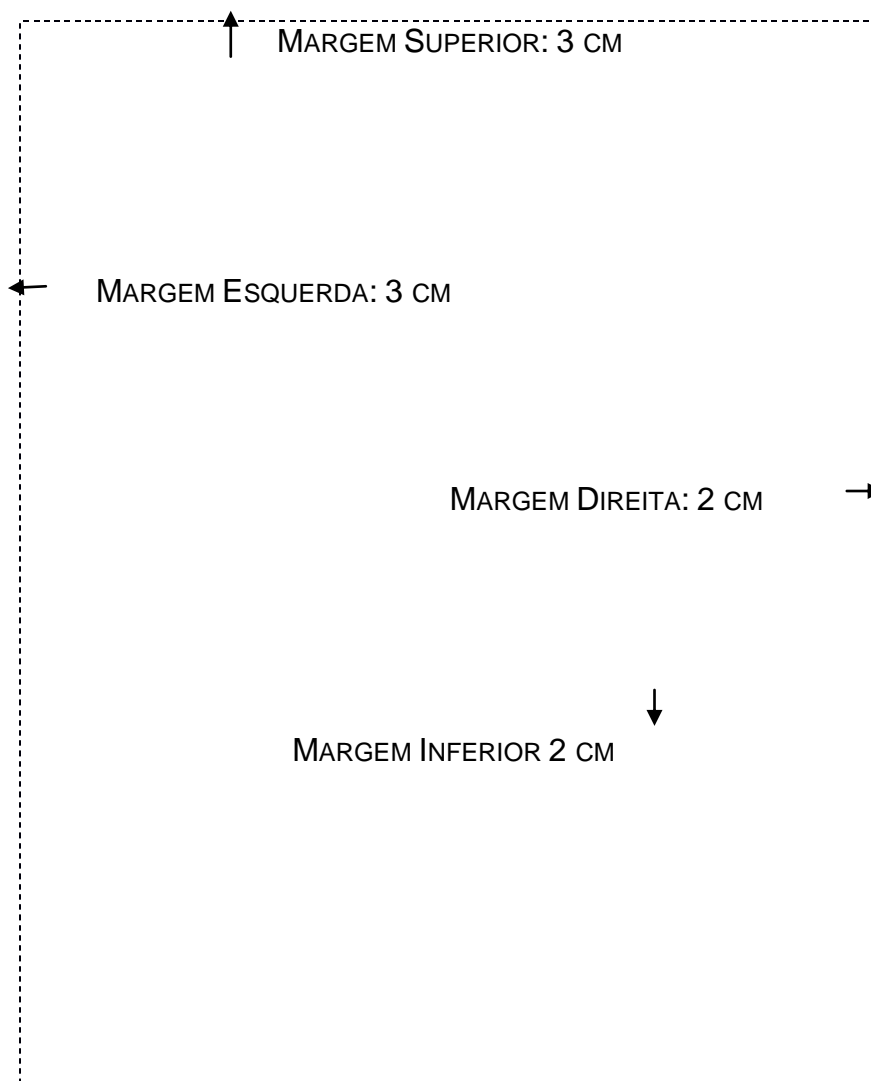 MARGEM SUPERIOR: 3 CM
MARGEM ESQUERDA: 3 CM
MARGEM DIREITA: 2 CM
MARGEM INFERIOR 2 CM